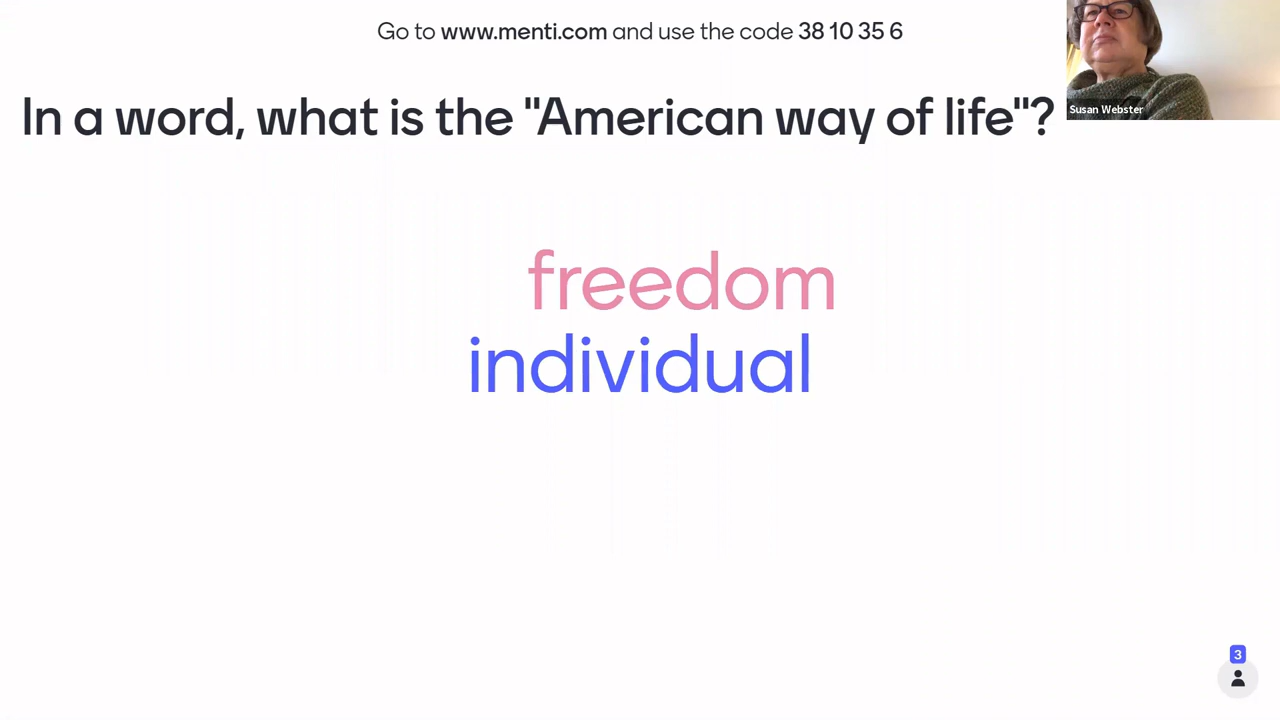 Go to www.menti.com and use the code 38 10 35 6
In a word, what is the "American way of life"?
Susan Webster
freedom
individual
3